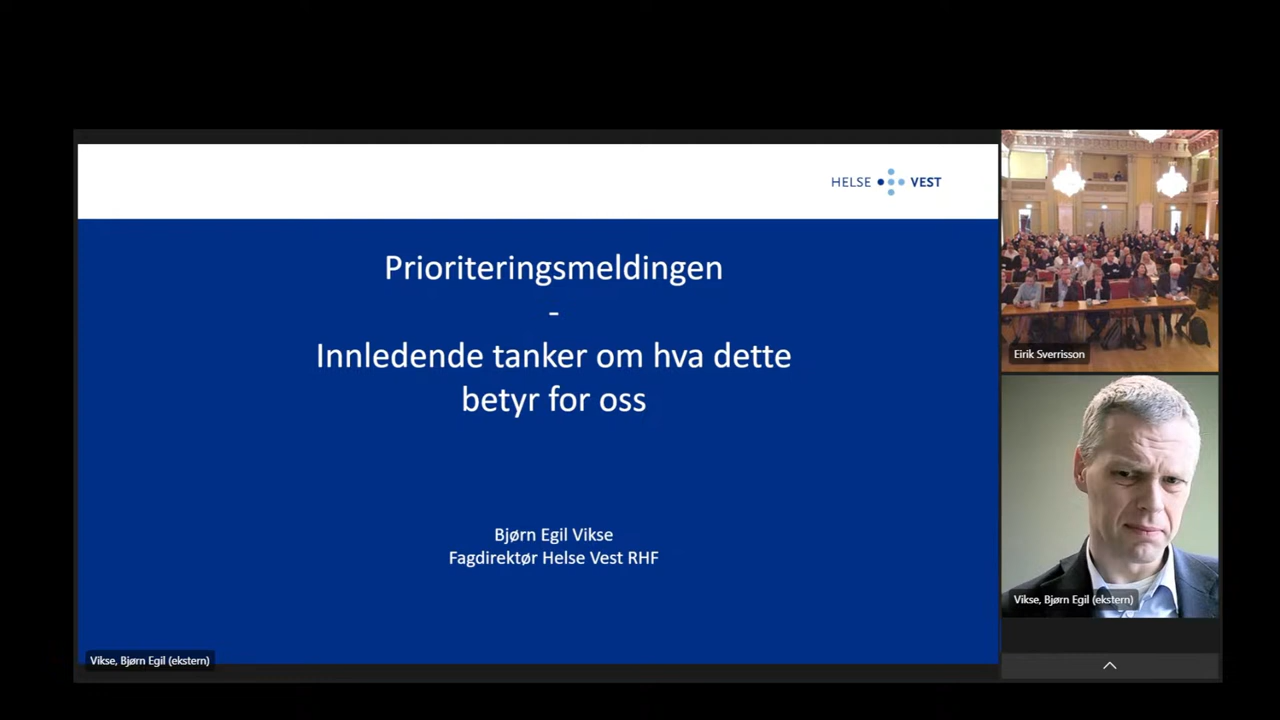 HELSE VEST
Prioriteringsmeldingen
-
Innledende tanker om hva dette
betyr for oss
Bjørn Egil Vikse
Fagdirektør Helse Vest RHF
Vikse, Bjørn Egil (ekstern)
Eirik Sverrisson
Vikse, Bjørn Egil (ekstern)